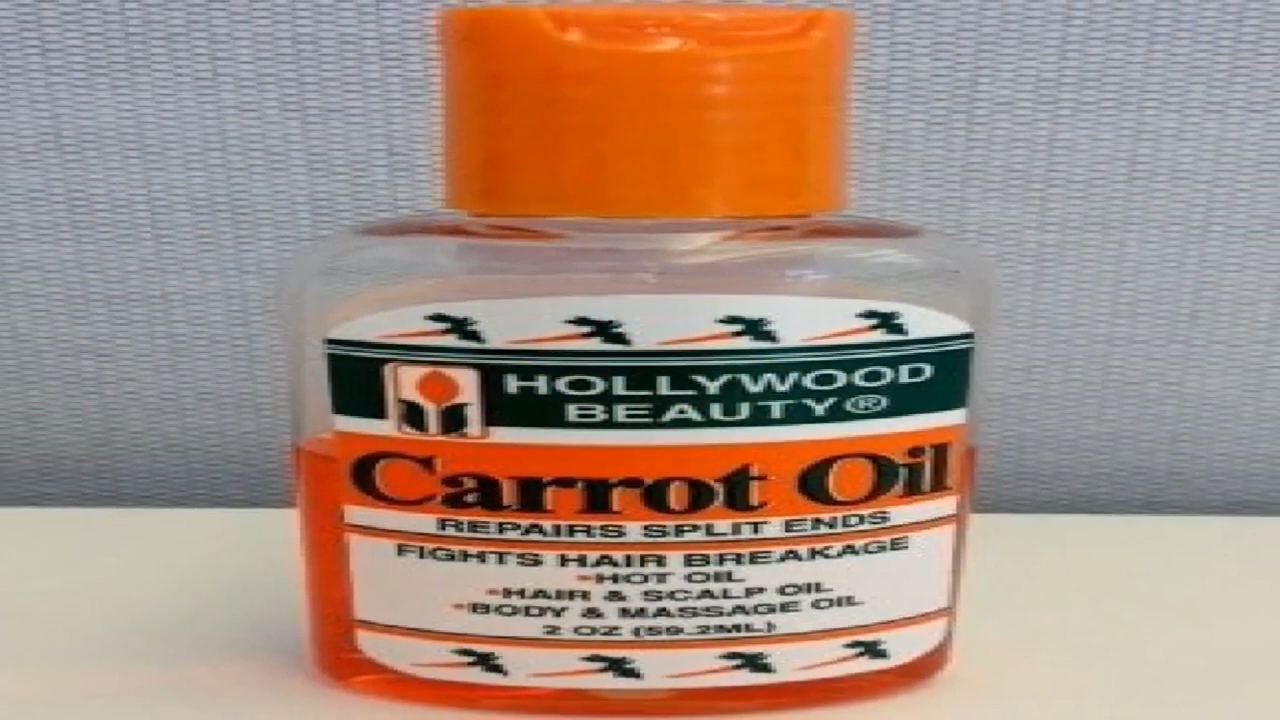 HOLLYWOOD
BEAUTY®
Carrot Oil
REPAIRS SPLIT ENDS
FIGHTS HAIR BREAKAGE
•HOT OIL
•HAIR & SCALP OIL
•BODY & MASSAGE OIL
2 OZ (59.2ML)